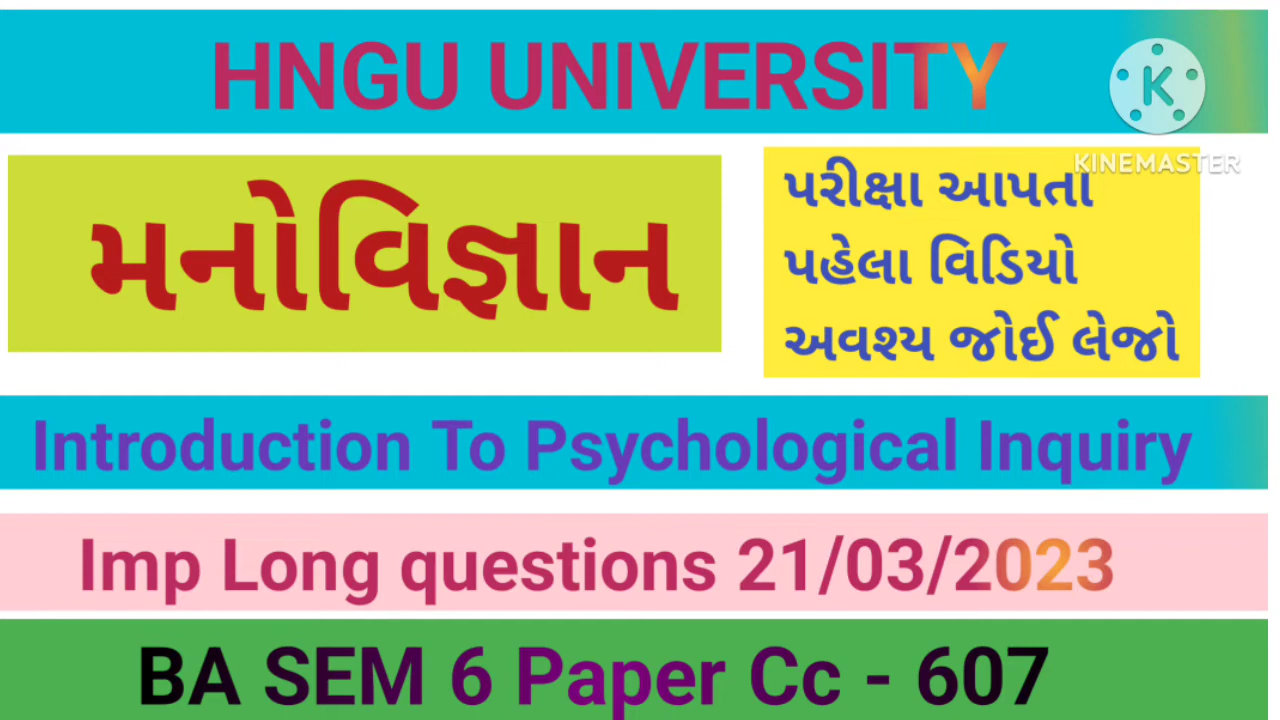 HNGU UNIVERSITY
K
KINEMASTER
મનોવિજ્ઞાન
પરીક્ષા આપતા
પહેલા વિડિયો
અવશ્ય જોઈ લેજો
Introduction To Psychological Inquiry
Imp Long questions 21/03/2023
BA SEM 6 Paper Cc - 607